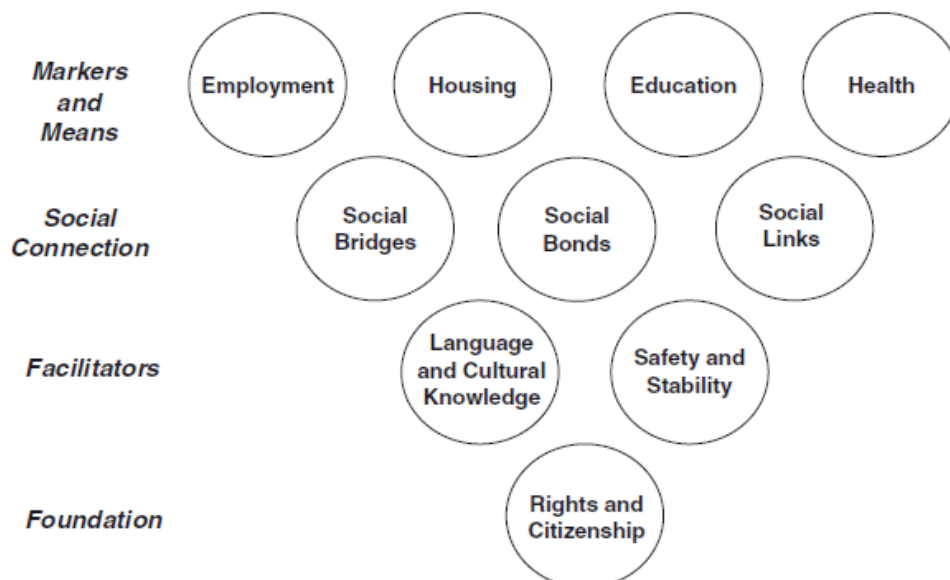 Markers
and
Means
Employment
Housing
Education
Health
Social
Connection
Social
Bridges
Social
Bonds
Social
Links
Facilitators
Language
and Cultural
Knowledge
Safety and
Stability
Foundation
Rights and
Citizenship